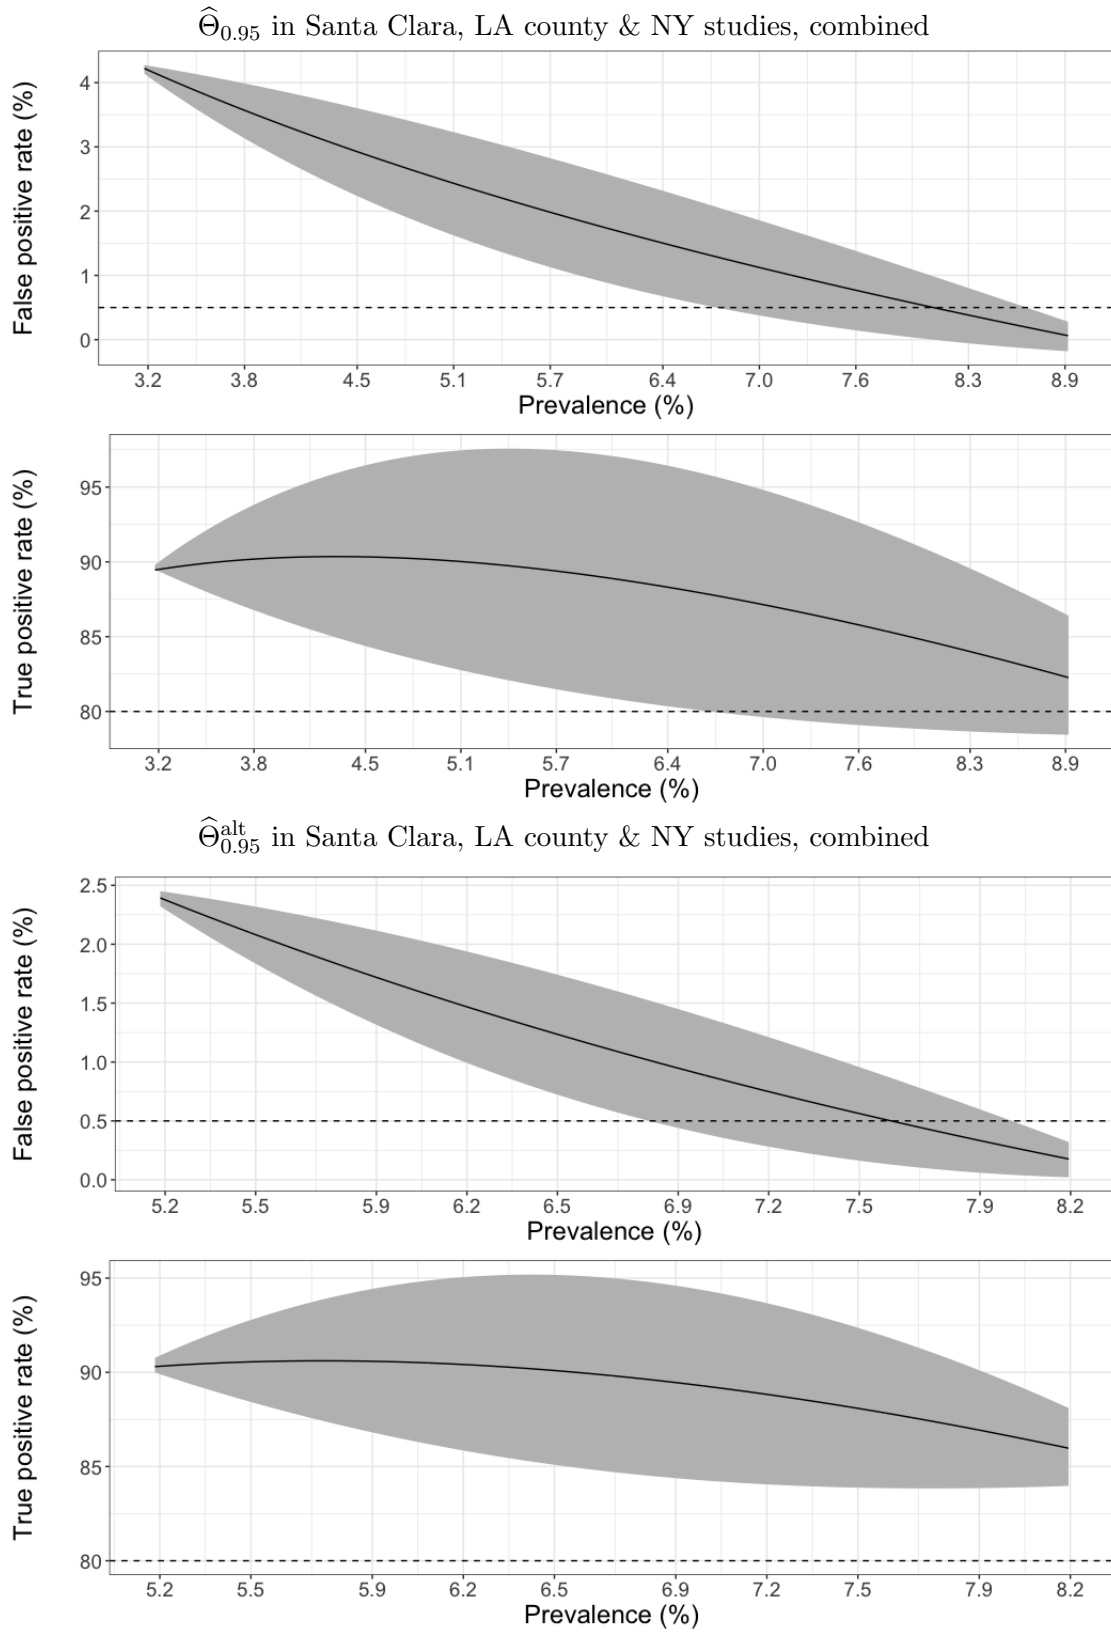 Θ̂0.95 in Santa Clara, LA county & NY studies, combined
False positive rate (%)
4
3
2
1
0
3.2 3.8 4.5 5.1 5.7 6.4 7.0 7.6 8.3 8.9
Prevalence (%)
True positive rate (%)
95
90
85
80
3.2 3.8 4.5 5.1 5.7 6.4 7.0 7.6 8.3 8.9
Prevalence (%)
Θ̂alt0.95 in Santa Clara, LA county & NY studies, combined
False positive rate (%)
2.5
2.0
1.5
1.0
0.5
0.0
5.2 5.5 5.9 6.2 6.5 6.9 7.2 7.5 7.9 8.2
Prevalence (%)
True positive rate (%)
95
90
85
80
5.2 5.5 5.9 6.2 6.5 6.9 7.2 7.5 7.9 8.2
Prevalence (%)